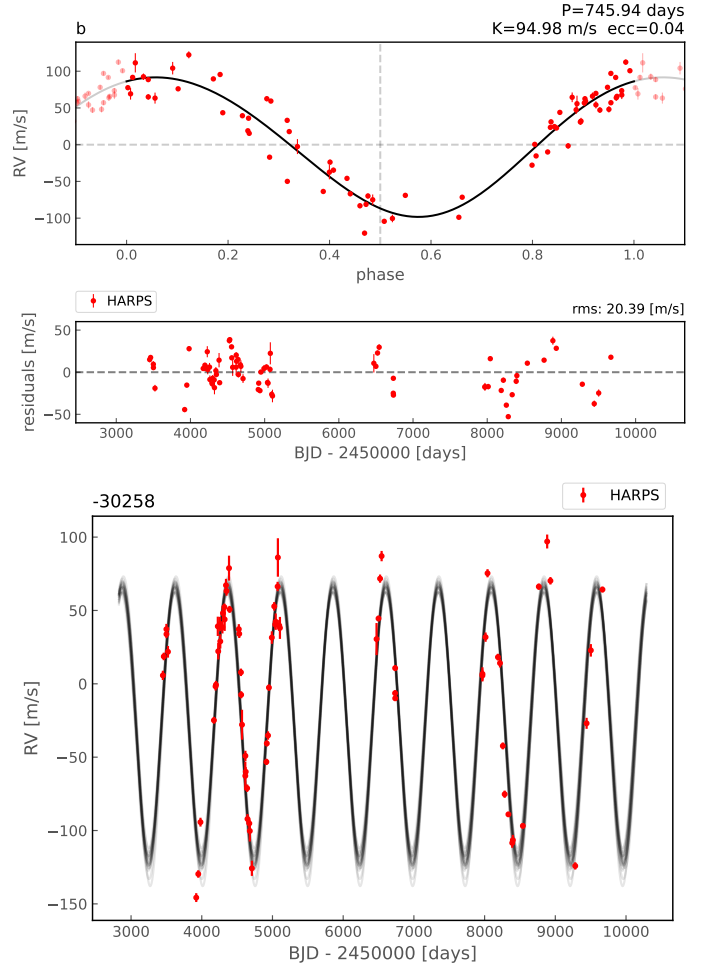 P=745.94 days
b K=94.98 m/s ecc=0.04
100
50
0
−50
−100
RV [m/s]
0.0 0.2 0.4 0.6 0.8 1.0
phase
HARPS
rms: 20.39 [m/s]
50
0
−50
residuals [m/s]
3000 4000 5000 6000 7000 8000 9000 10000
BJD - 2450000 [days]
-30258
HARPS
100
50
0
−50
−100
−150
RV [m/s]
3000 4000 5000 6000 7000 8000 9000 10000
BJD - 2450000 [days]